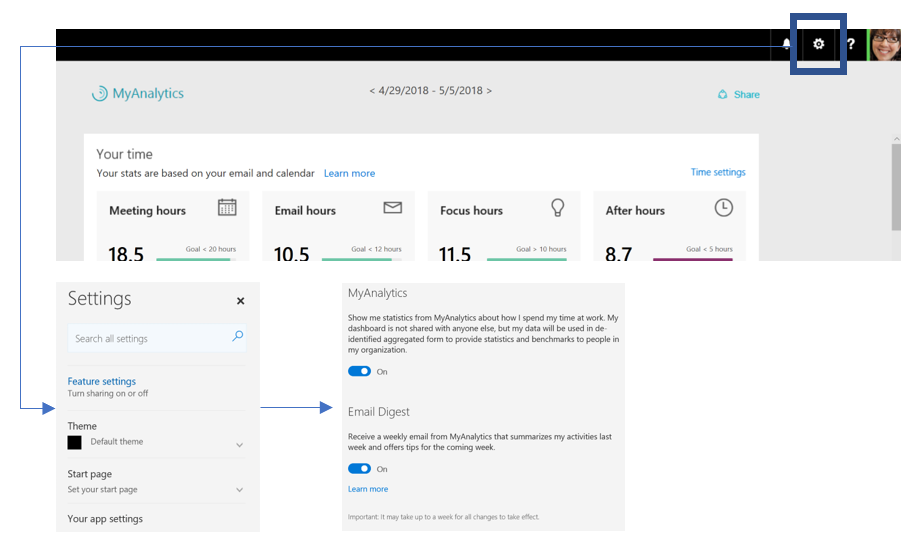 ?
MyAnalytics
< 4/29/2018 - 5/5/2018 >
Share
Your time
Your stats are based on your email and calendar Learn more
Time settings
Meeting hours
18.5
Goal < 20 hours
Email hours
10.5
Goal < 12 hours
Focus hours
11.5
Goal > 10 hours
After hours
8.7
Goal < 5 hours
Settings
Search all settings
Feature settings
Turn sharing on or off
Theme
Default theme
Start page
Set your start page
Your app settings
MyAnalytics
Show me statistics from MyAnalytics about how I spend my time at work. My
dashboard is not shared with anyone else, but my data will be used in de-
identified aggregated form to provide statistics and benchmarks to people in
my organization.
On
Email Digest
Receive a weekly email from MyAnalytics that summarizes my activities last
week and offers tips for the coming week.
On
Learn more
Important: It may take up to a week for all changes to take effect.